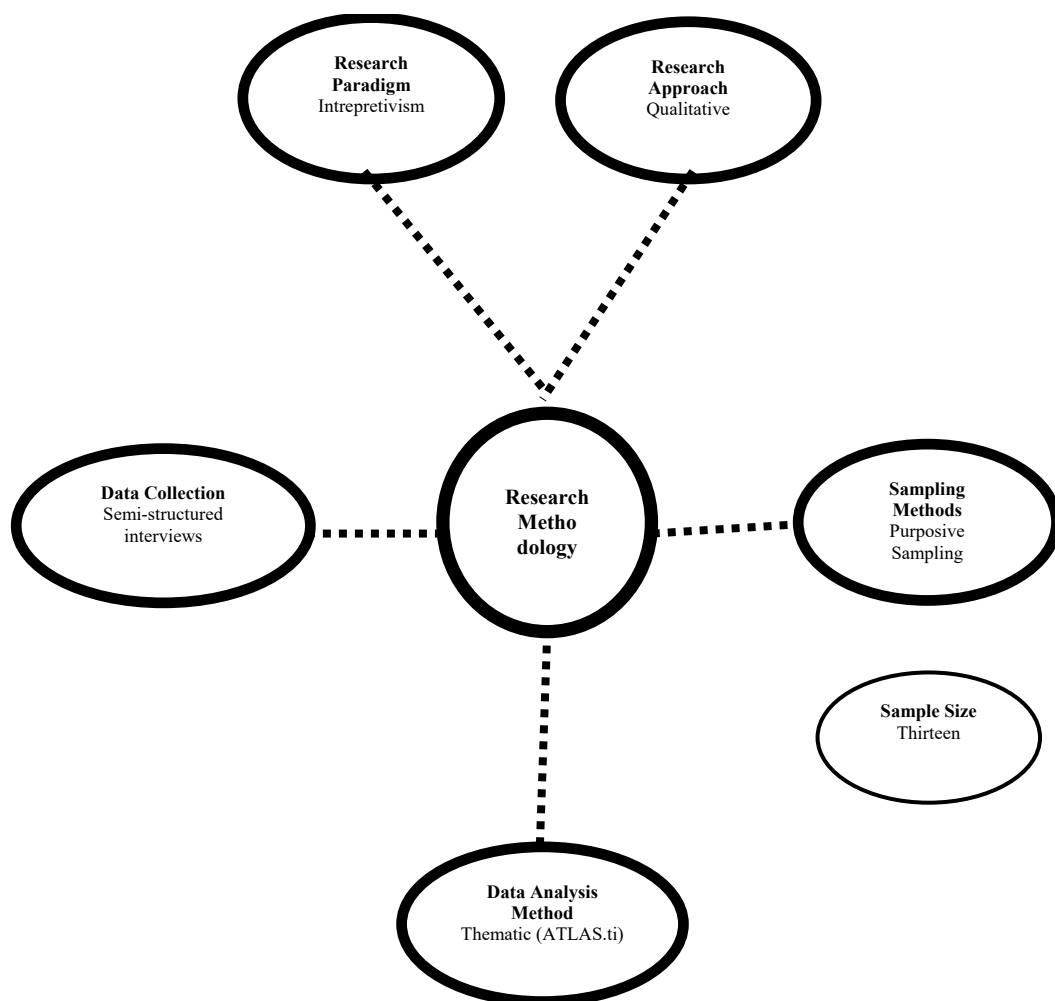 Research
Paradigm
Intrepretivism
Research
Approach
Qualitative
Data Collection
Semi-structured
interviews
Research
Metho
dology
Sampling
Methods
Purposive
Sampling
Sample Size
Thirteen
Data Analysis
Method
Thematic (ATLAS.ti)